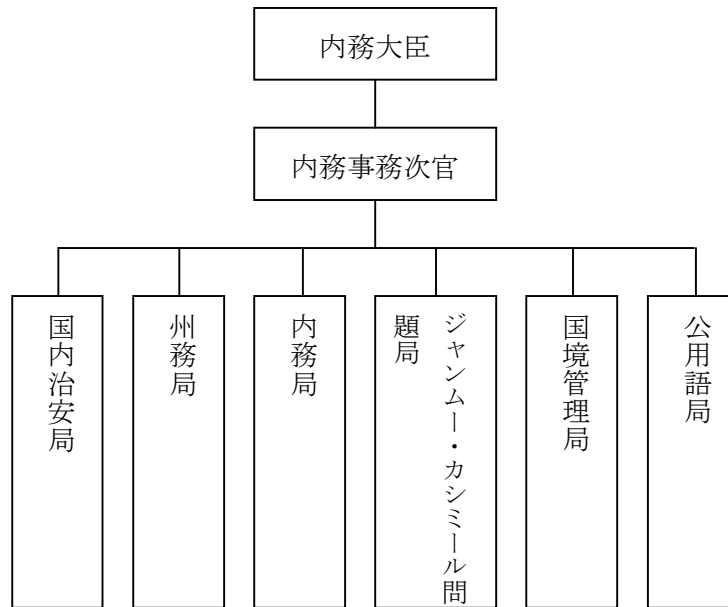 内務大臣
内務事務次官
国内治安局
州務局
内務局
ジャンムー・カシミール問
題局
国境管理局
公用語局